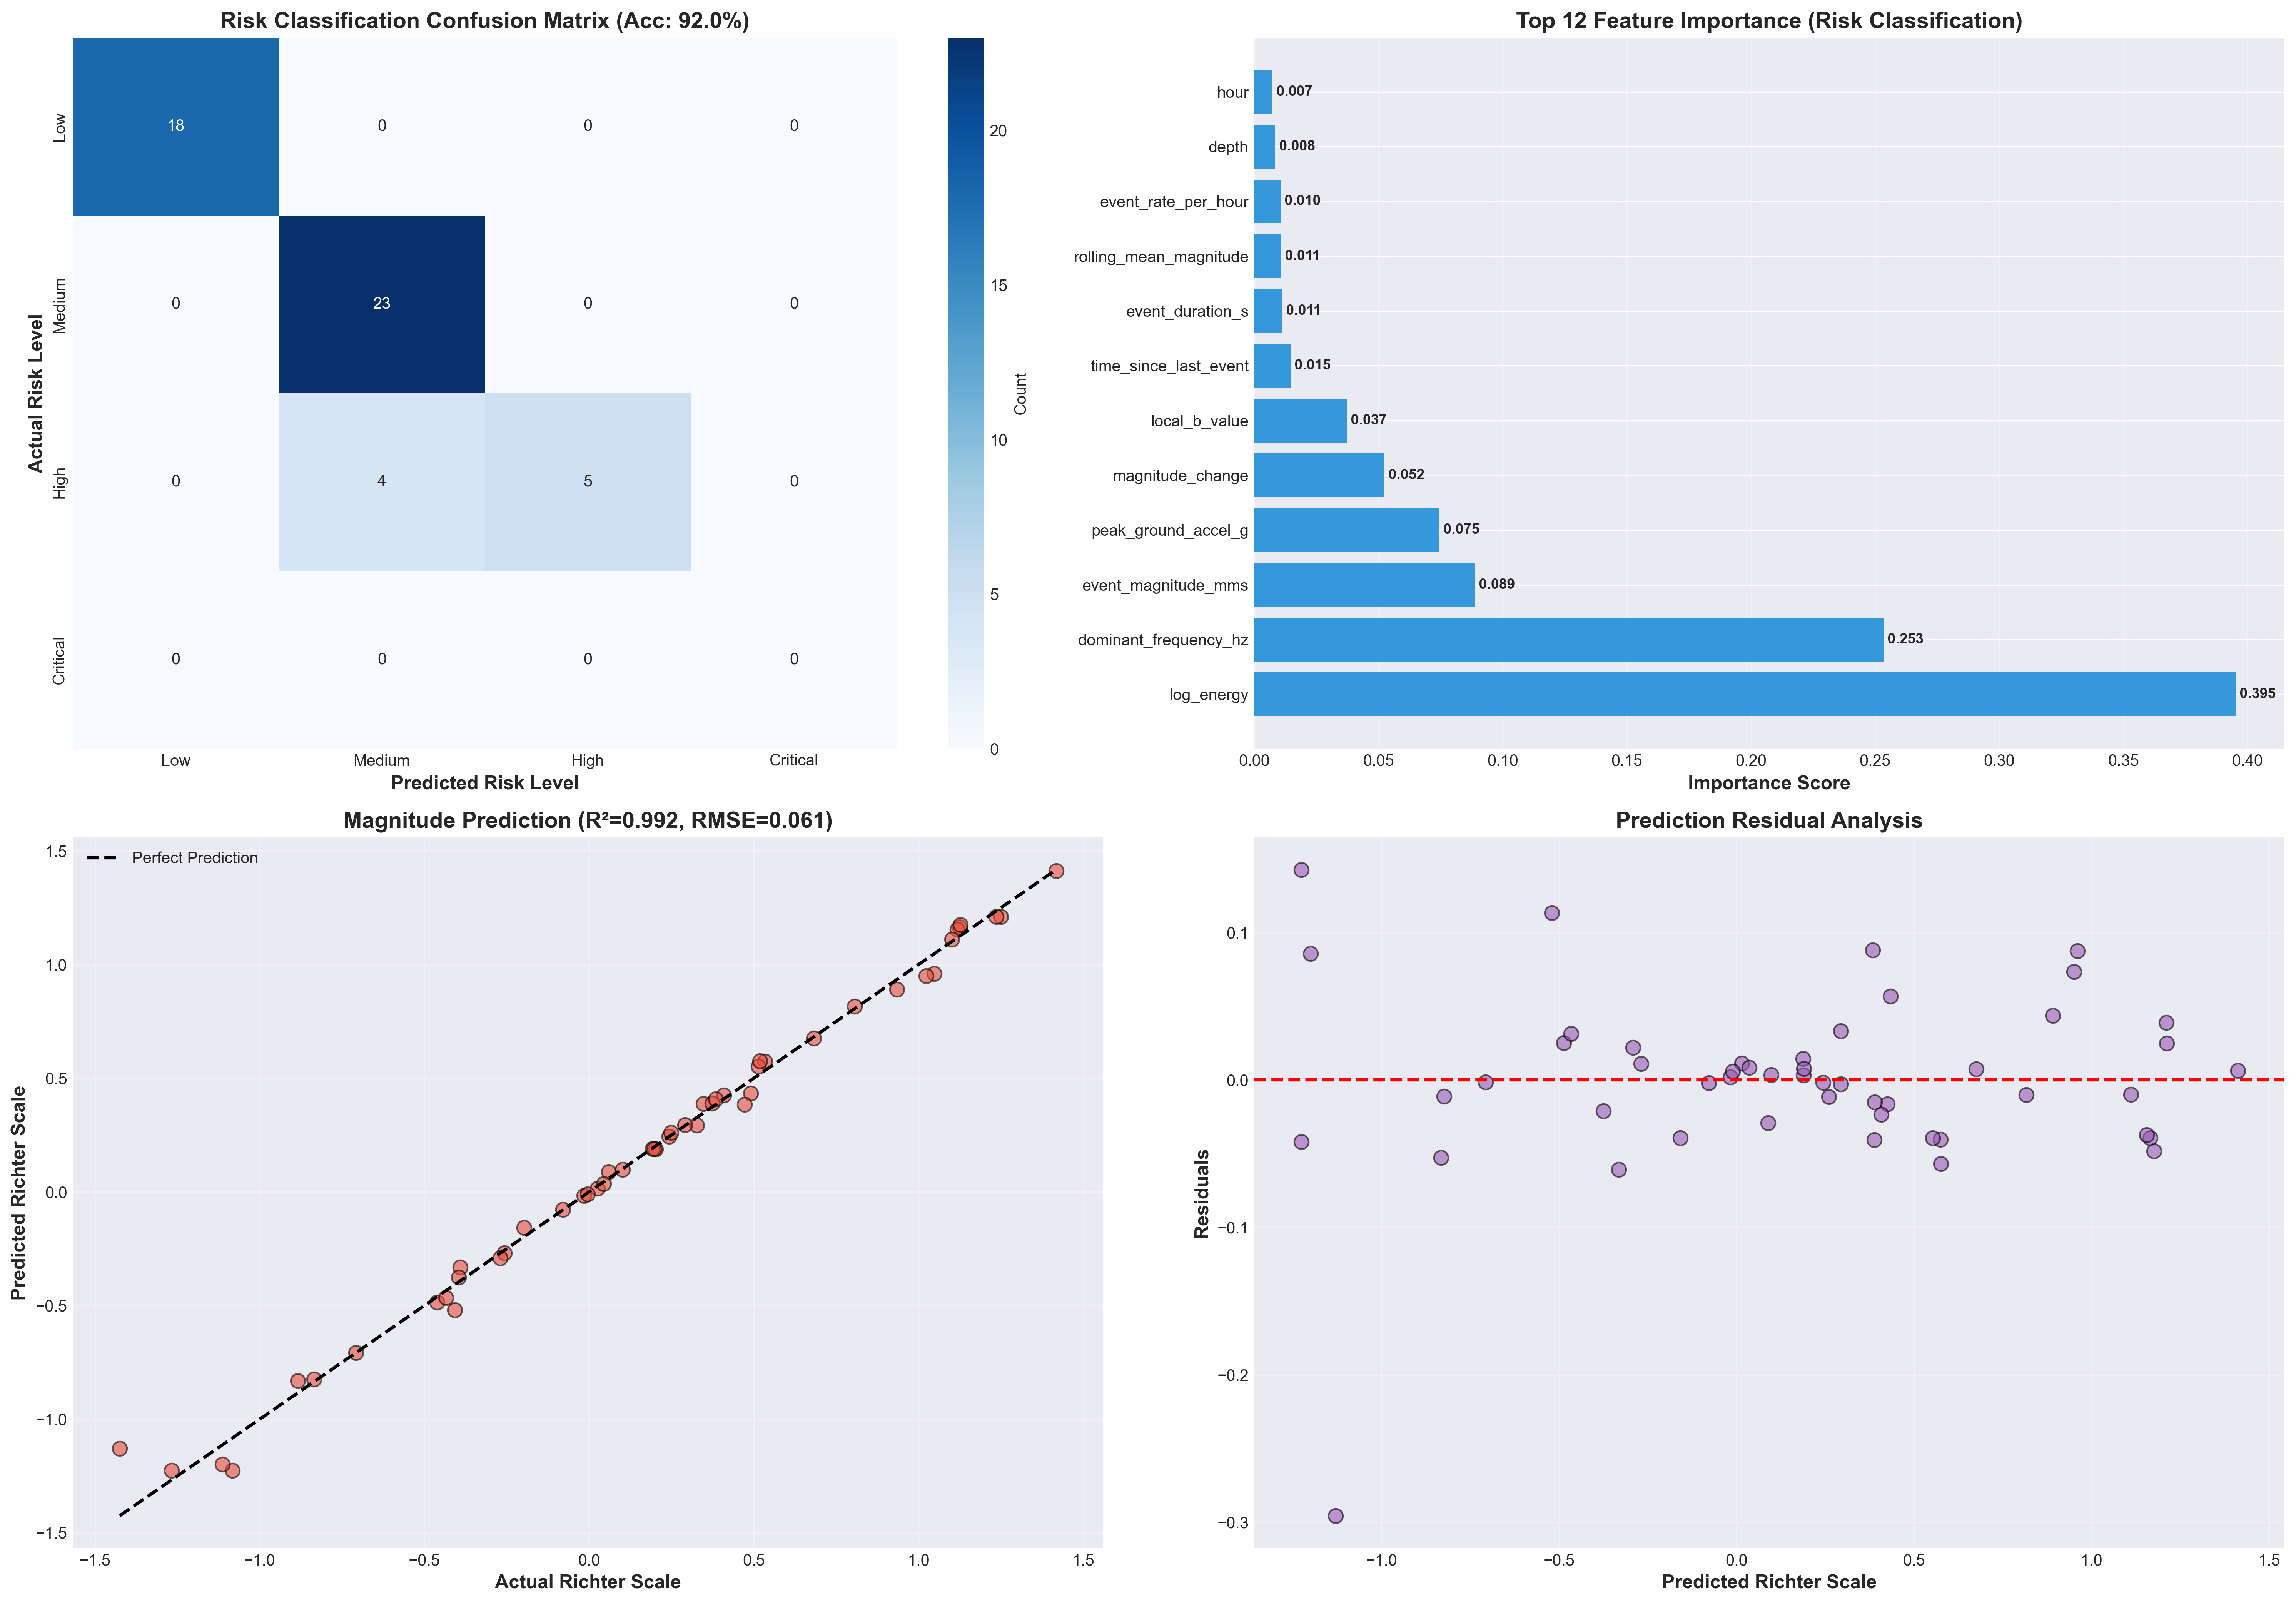 Risk Classification Confusion Matrix (Acc: 92.0%)
Actual Risk Level
Low
18
0
0
0
Medium
0
23
0
0
High
0
4
5
0
Critical
0
0
0
0
Low
Medium
High
Critical
Predicted Risk Level
20
15
10
5
0
Count
Top 12 Feature Importance (Risk Classification)
hour
0.007
depth
0.008
event_rate_per_hour
0.010
rolling_mean_magnitude
0.011
event_duration_s
0.011
time_since_last_event
0.015
local_b_value
0.037
magnitude_change
0.052
peak_ground_accel_g
0.075
event_magnitude_mms
0.089
dominant_frequency_hz
0.253
log_energy
0.395
0.00
0.05
0.10
0.15
0.20
0.25
0.30
0.35
0.40
Importance Score
Magnitude Prediction (R²=0.992, RMSE=0.061)
Perfect Prediction
Predicted Richter Scale
1.5
1.0
0.5
0.0
−0.5
−1.0
−1.5
−1.5
−1.0
−0.5
0.0
0.5
1.0
1.5
Actual Richter Scale
Prediction Residual Analysis
Residuals
0.1
0.0
−0.1
−0.2
−0.3
−1.0
−0.5
0.0
0.5
1.0
1.5
Predicted Richter Scale